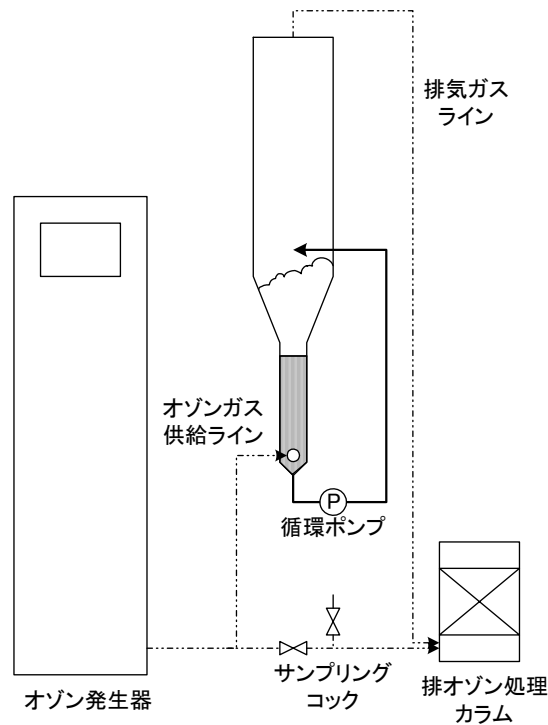 排気ガス
ライン
オゾンガス
供給ライン
P
循環ポンプ
サンプリング
コック
オゾン発生器
排オゾン処理
カラム